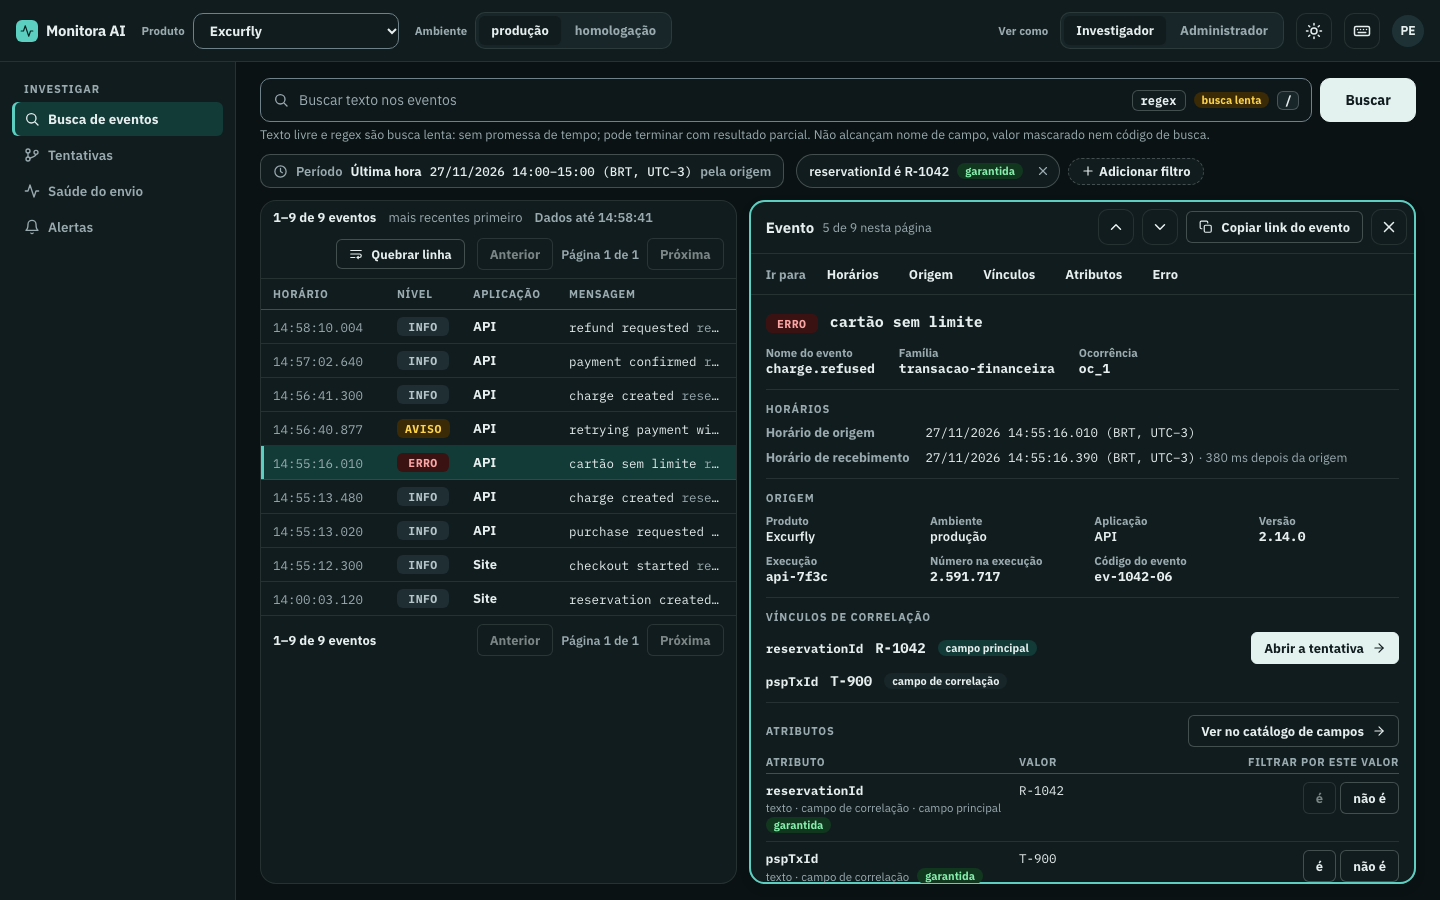 Monitora AI Produto Excurfly Ambiente produção homologação Ver como Investigador Administrador PE
INVESTIGAR
Busca de eventos
Tentativas
Saúde do envio
Alertas
Buscar texto nos eventos regex busca lenta / Buscar
Texto livre e regex são busca lenta: sem promessa de tempo; pode terminar com resultado parcial. Não alcançam nome de campo, valor mascarado nem código de busca.
Período Última hora 27/11/2026 14:00–15:00 (BRT, UTC−3) pela origem reservationId é R-1042 garantida Adicionar filtro
1–9 de 9 eventos mais recentes primeiro Dados até 14:58:41
Quebrar linha Anterior Página 1 de 1 Próxima
HORÁRIO NÍVEL APLICAÇÃO MENSAGEM
14:58:10.004 INFO API refund requested re…
14:57:02.640 INFO API payment confirmed r…
14:56:41.300 INFO API charge created rese…
14:56:40.877 AVISO API retrying payment wi…
14:55:16.010 ERRO API cartão sem limite r…
14:55:13.480 INFO API charge created rese…
14:55:13.020 INFO API purchase requested …
14:55:12.300 INFO Site checkout started re…
14:00:03.120 INFO Site reservation created…
1–9 de 9 eventos Anterior Página 1 de 1 Próxima
Evento 5 de 9 nesta página Copiar link do evento
Ir para Horários Origem Vínculos Atributos Erro
ERRO cartão sem limite
Nome do evento Família Ocorrência
charge.refused transacao-financeira oc_1
HORÁRIOS
Horário de origem 27/11/2026 14:55:16.010 (BRT, UTC−3)
Horário de recebimento 27/11/2026 14:55:16.390 (BRT, UTC−3) · 380 ms depois da origem
ORIGEM
Produto Ambiente Aplicação Versão
Excurfly produção API 2.14.0
Execução Número na execução Código do evento
api-7f3c 2.591.717 ev-1042-06
VÍNCULOS DE CORRELAÇÃO
reservationId R-1042 campo principal Abrir a tentativa
pspTxId T-900 campo de correlação
ATRIBUTOS Ver no catálogo de campos
ATRIBUTO VALOR FILTRAR POR ESTE VALOR
reservationId R-1042 é não é
texto · campo de correlação · campo principal
garantida
pspTxId T-900 é não é
texto · campo de correlação garantida